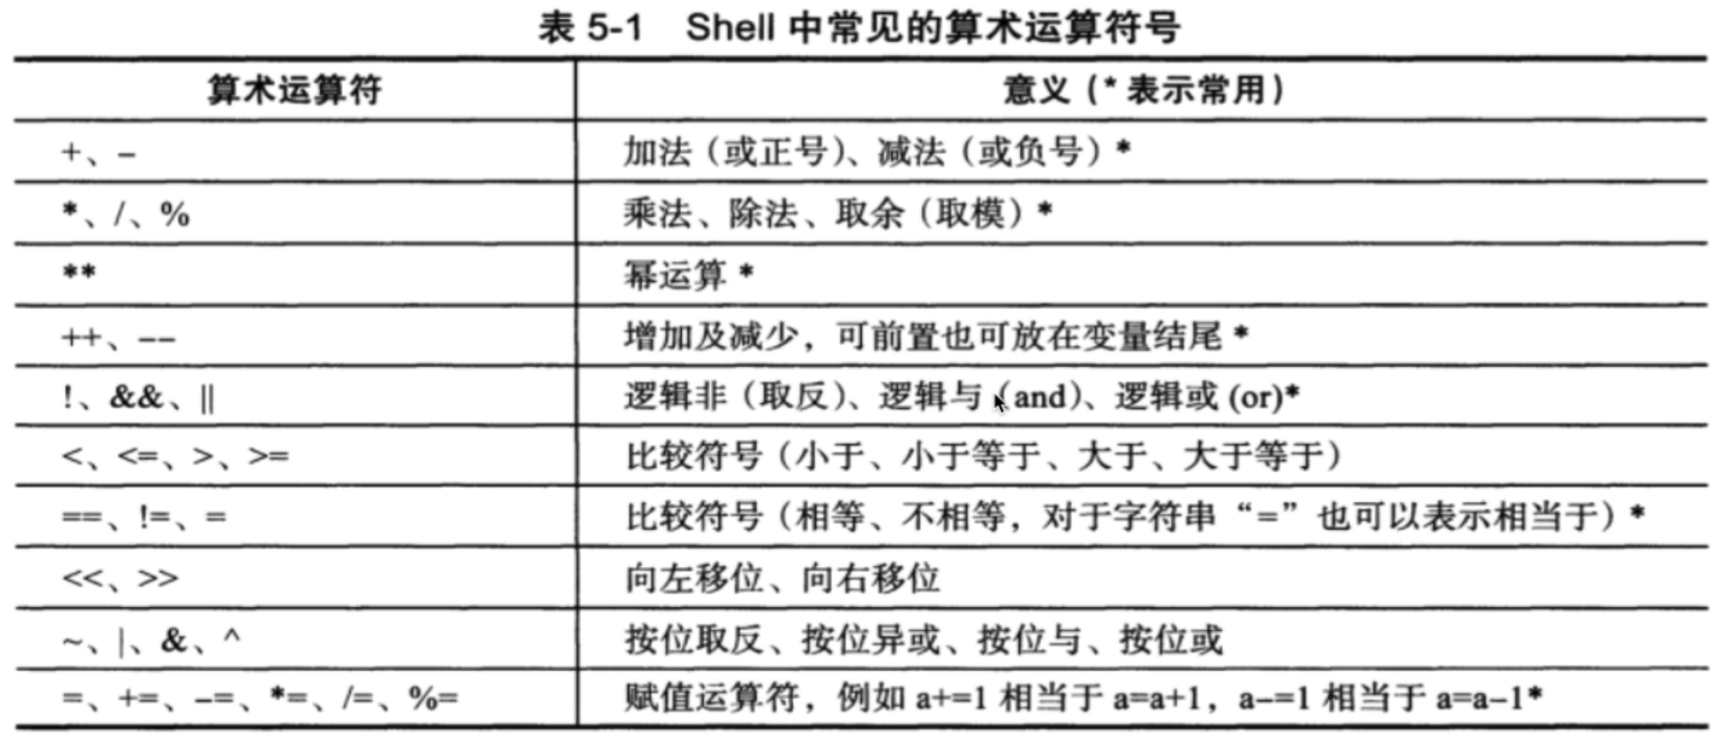 表 5-1 Shell 中常见的算术运算符号
算术运算符 意义（* 表示常用）
+、– 加法（或正号）、减法（或负号）*
*、/、% 乘法、除法、取余（取模）*
** 幂运算 *
++、–– 增加及减少，可前置也可放在变量结尾 *
!、&&、|| 逻辑非（取反）、逻辑与（and）、逻辑或 (or)*
<、<=、>、>= 比较符号（小于、小于等于、大于、大于等于）
==、!=、= 比较符号（相等、不相等，对于字符串“=”也可以表示相当于）*
<<、>> 向左移位、向右移位
~、|、&、^ 按位取反、按位异或、按位与、按位或
=、+=、–=、*=、/=、%= 赋值运算符，例如 a+=1 相当于 a=a+1，a–=1 相当于 a=a–1*